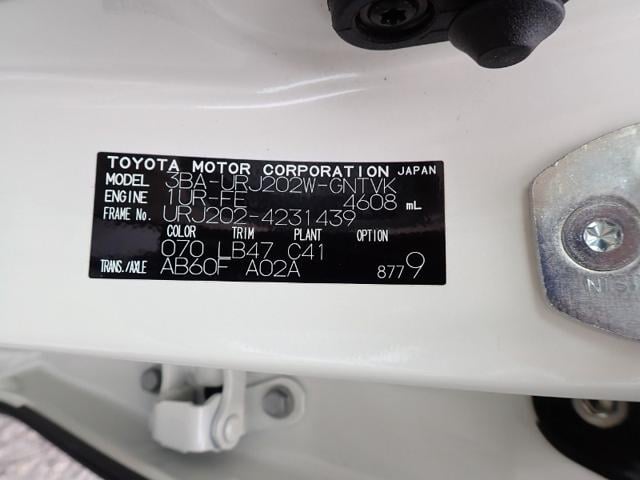 TOYOTA MOTOR CORPORATION JAPAN
MODEL 3BA-URJ202W-GNTVK
ENGINE 1UR-FE 4608 mL
FRAME No. URJ202-4231439
COLOR TRIM PLANT OPTION
070 LB47 C41
TRANS./AXLE AB60F A02A 8779